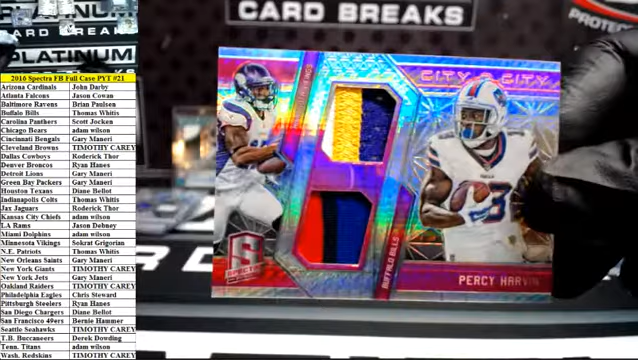 CARD BREAKS
PLATINUM
2016 Spectra FB Full Case PYT #21
Arizona Cardinals John Darby
Atlanta Falcons Jason Cowan
Baltimore Ravens Brian Paulsen
Buffalo Bills Thomas Whitis
Carolina Panthers Scott Jocken
Chicago Bears adam wilson
Cincinnati Bengals Gary Maneri
Cleveland Browns TIMOTHY CAREY
Dallas Cowboys Roderick Thor
Denver Broncos Ryan Hanes
Detroit Lions Gary Maneri
Green Bay Packers Gary Maneri
Houston Texans Diane Bellot
Indianapolis Colts Thomas Whitis
Jax Jaguars Roderick Thor
Kansas City Chiefs adam wilson
LA Rams Jason Debney
Miami Dolphins adam wilson
Minnesota Vikings Sokrat Grigorian
N.E. Patriots Thomas Whitis
New Orleans Saints Gary Maneri
New York Giants TIMOTHY CAREY
New York Jets Gary Maneri
Oakland Raiders TIMOTHY CAREY
Philadelphia Eagles Chris Steward
Pittsburgh Steelers Ryan Hanes
San Diego Chargers Diane Bellot
San Francisco 49ers Bernie Hammer
Seattle Seahawks TIMOTHY CAREY
T.B. Buccaneers Derek Dowding
Tenn. Titans adam wilson
Wash. Redskins TIMOTHY CAREY
CITY 2 CITY
BUFFALO BILLS
SPECTRA
PERCY HARVIN